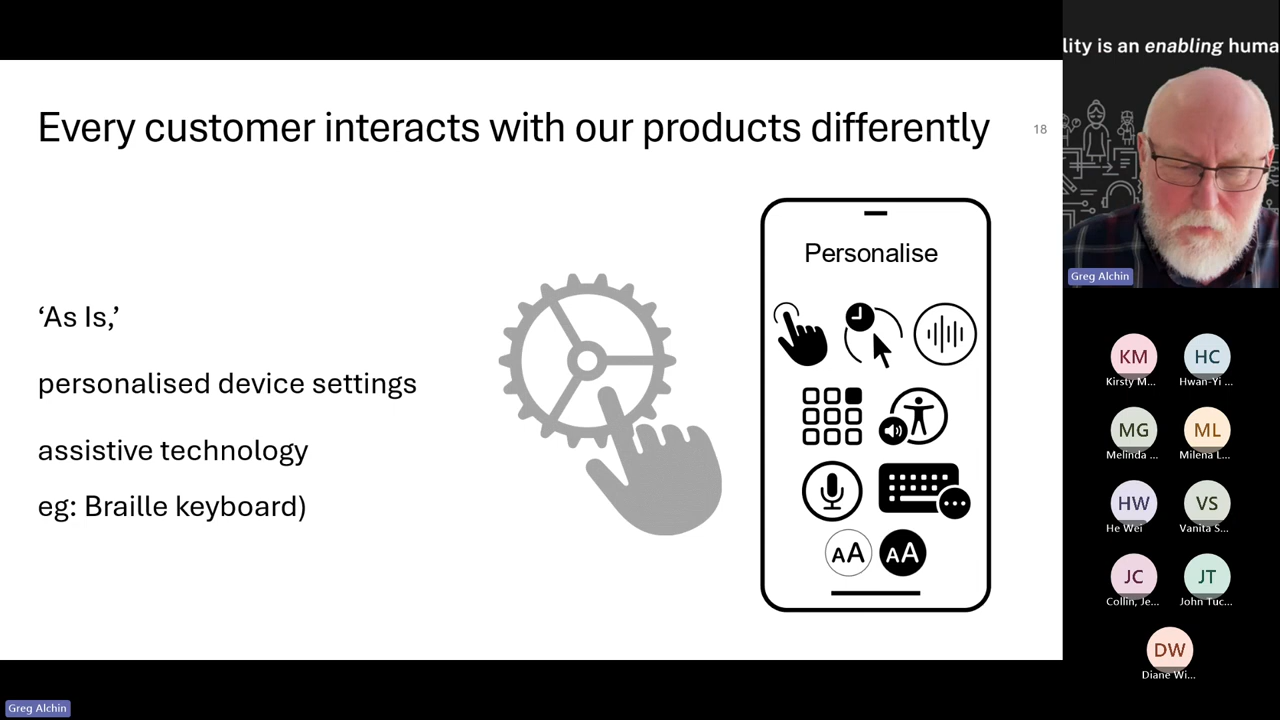 Every customer interacts with our products differently
18
‘As Is,’
personalised device settings
assistive technology
eg: Braille keyboard)
Personalise
AA
AA
lity is an enabling huma
Greg Alchin
KM
Kirsty M...
HC
Hwan-Yi ...
MG
Melinda ...
ML
Milena L...
HW
He Wei
VS
Vanita S...
JC
Collin, Je...
JT
John Tuc...
DW
Diane Wi...
Greg Alchin